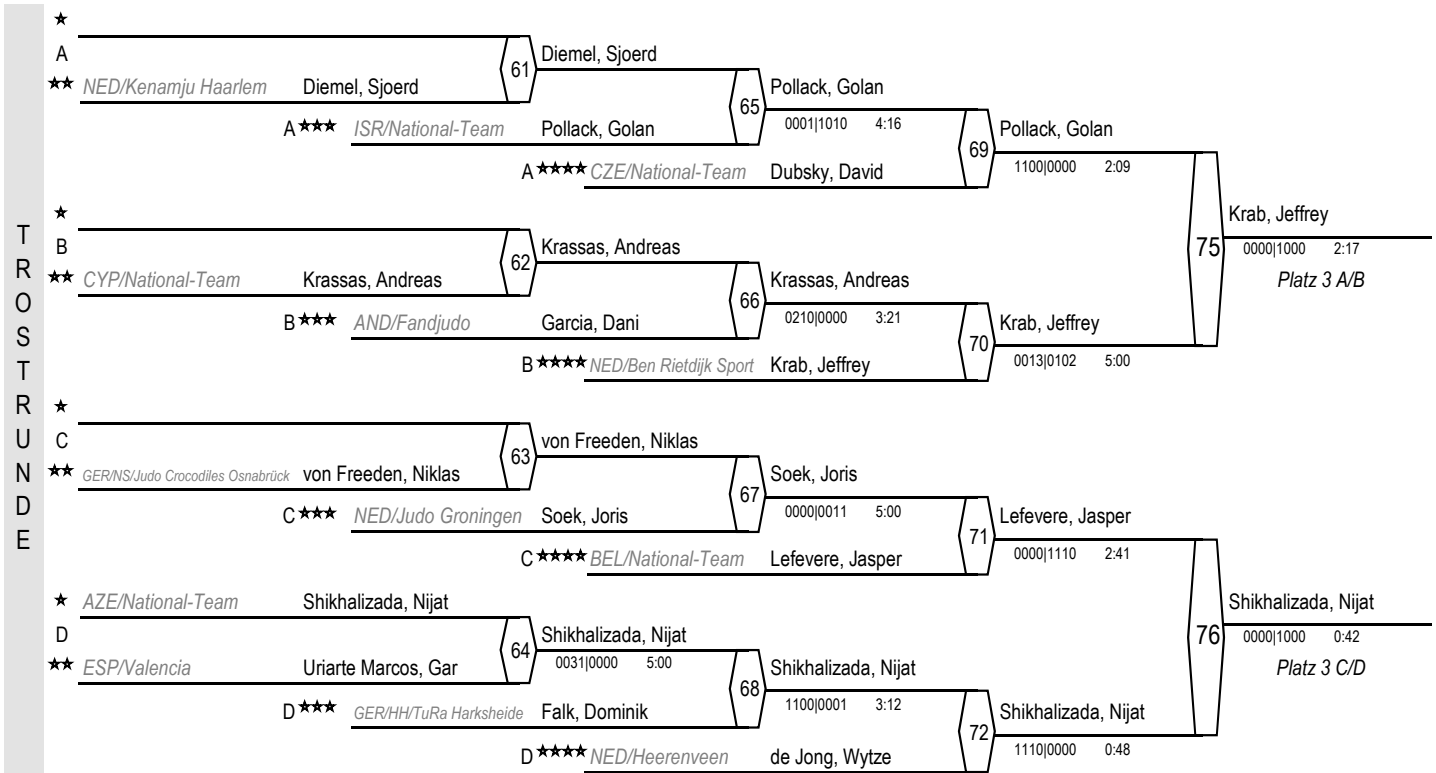 TROSTRUNDE
A
61
Diemel, Sjoerd
NED/Kenamju Haarlem Diemel, Sjoerd
65
Pollack, Golan
0001|1010 4:16
A ISR/National-Team Pollack, Golan
69
Pollack, Golan
1100|0000 2:09
A CZE/National-Team Dubsky, David
75
Krab, Jeffrey
0000|1000 2:17
Platz 3 A/B
B
62
Krassas, Andreas
CYP/National-Team Krassas, Andreas
66
Krassas, Andreas
0210|0000 3:21
B AND/Fandjudo Garcia, Dani
70
Krab, Jeffrey
0013|0102 5:00
B NED/Ben Rietdijk Sport Krab, Jeffrey
C
63
von Freeden, Niklas
GER/NS/Judo Crocodiles Osnabrück von Freeden, Niklas
67
Soek, Joris
0000|0011 5:00
C NED/Judo Groningen Soek, Joris
71
Lefevere, Jasper
0000|1110 2:41
C BEL/National-Team Lefevere, Jasper
76
Shikhalizada, Nijat
0000|1000 0:42
Platz 3 C/D
AZE/National-Team Shikhalizada, Nijat
D
64
Shikhalizada, Nijat
0031|0000 5:00
ESP/Valencia Uriarte Marcos, Gar
68
Shikhalizada, Nijat
1100|0001 3:12
D GER/HH/TuRa Harksheide Falk, Dominik
72
Shikhalizada, Nijat
1110|0000 0:48
D NED/Heerenveen de Jong, Wytze